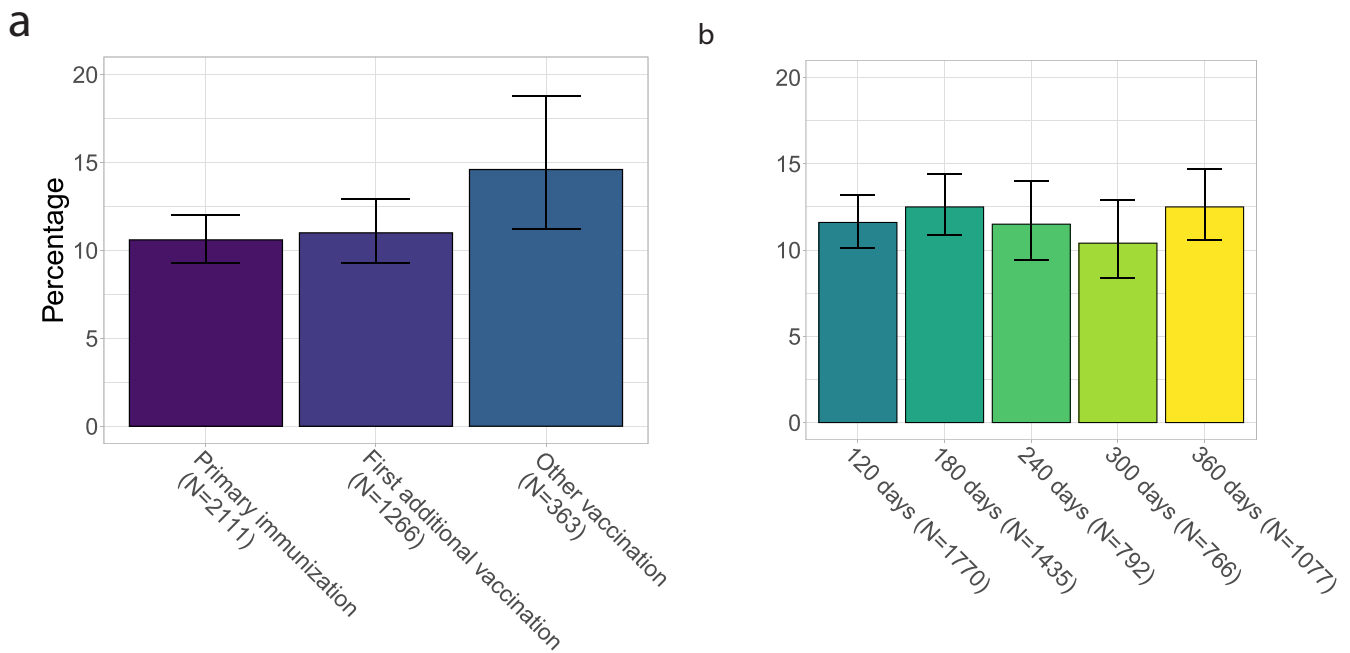 a
20
15
10
5
0
Percentage
Primary immunization
(N=2111)
First additional vaccination
(N=1266)
Other vaccination
(N=363)
b
20
15
10
5
0
120 days (N=1770)
180 days (N=1435)
240 days (N=792)
300 days (N=766)
360 days (N=1077)